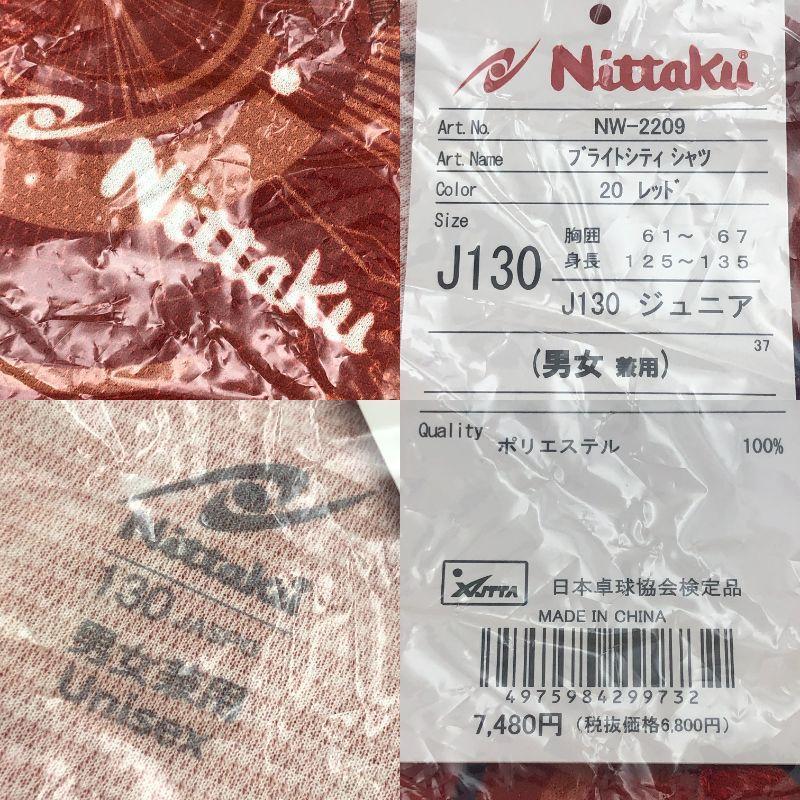 Nittaku
Nittaku®
Art.No. NW-2209
Art.Name ブライトシティ シャツ
Color 20 レッド
Size
胸囲 61～ 67
J130 身長 125～135
J130 ジュニア
37
(男女 兼用)
Quality ポリエステル 100%
JTTA 日本卓球協会検定品
MADE IN CHINA
4975984299732
7,480円 (税抜価格6,800円)
Nittaku
130
男女兼用
Unisex